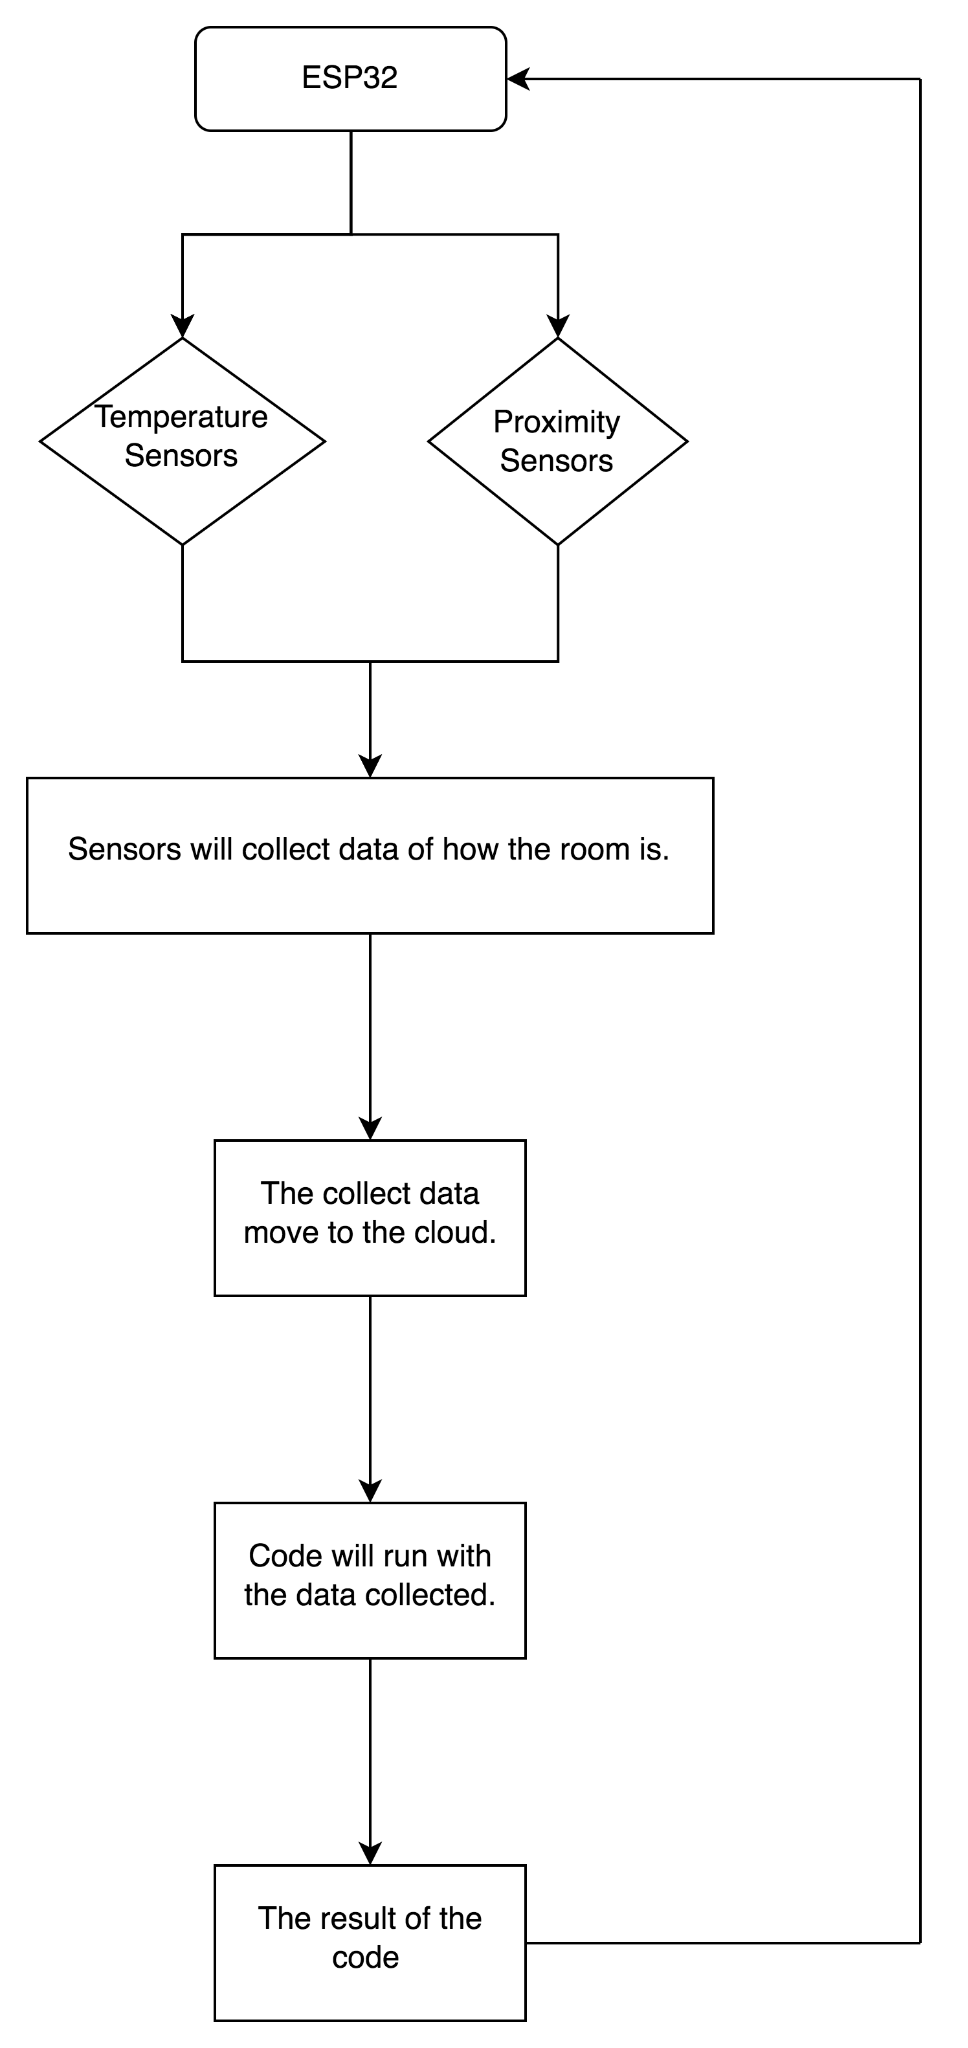 ESP32
Temperature
Sensors
Proximity
Sensors
Sensors will collect data of how the room is.
The collect data
move to the cloud.
Code will run with
the data collected.
The result of the
code